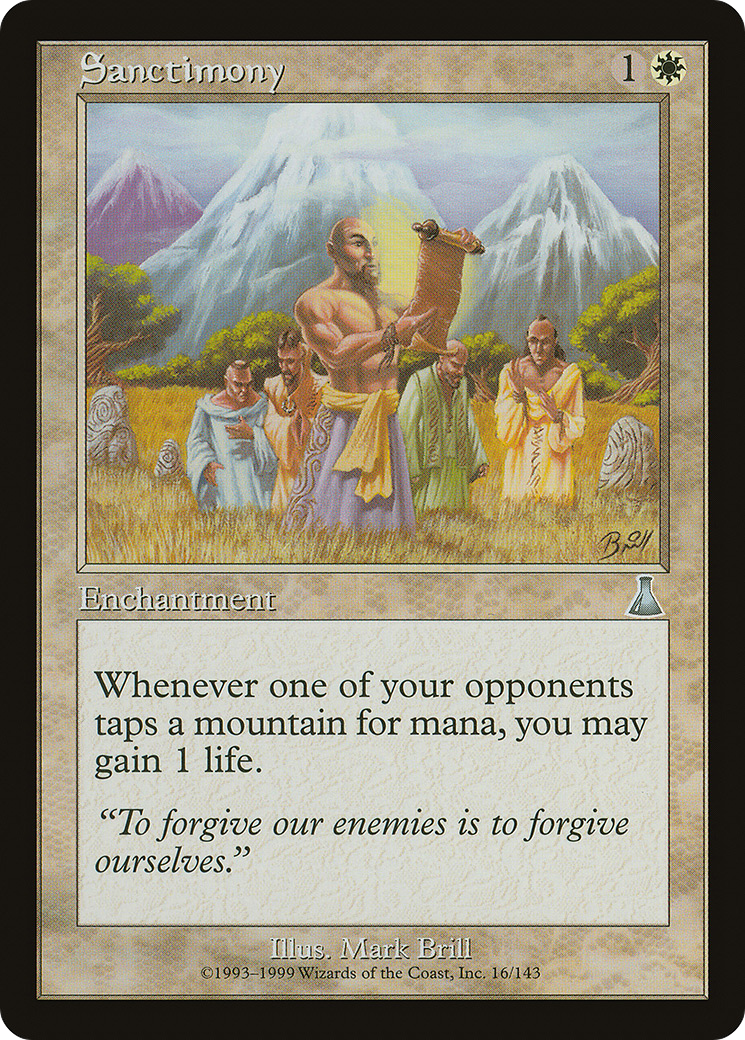 Sanctimony 1
Brill
Enchantment
Whenever one of your opponents
taps a mountain for mana, you may
gain 1 life.
“To forgive our enemies is to forgive
ourselves.”
Illus. Mark Brill
©1993–1999 Wizards of the Coast, Inc. 16/143